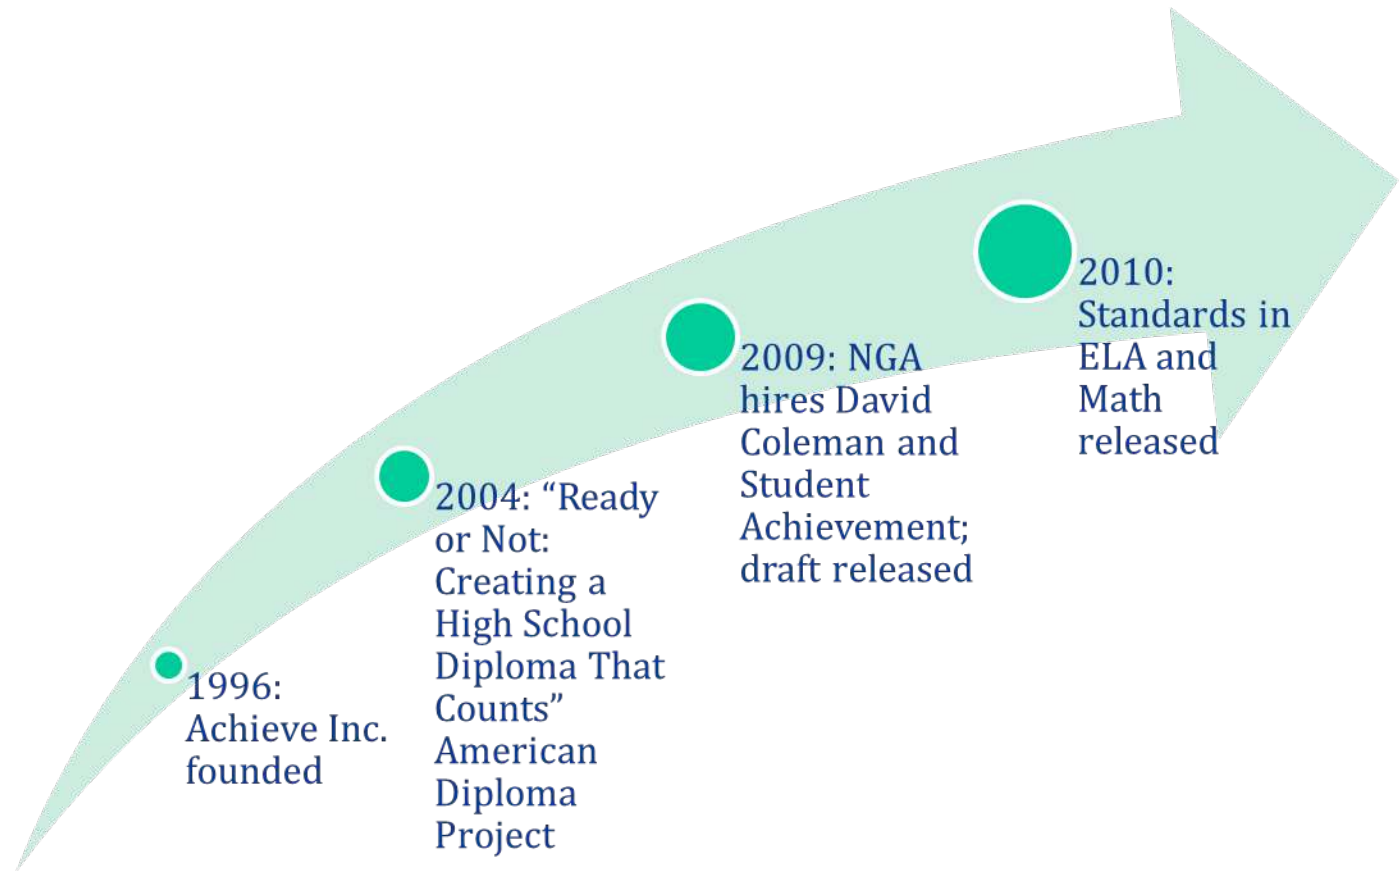 1996:
Achieve Inc.
founded
2004: “Ready
or Not:
Creating a
High School
Diploma That
Counts”
American
Diploma
Project
2009: NGA
hires David
Coleman and
Student
Achievement;
draft released
2010:
Standards in
ELA and
Math
released